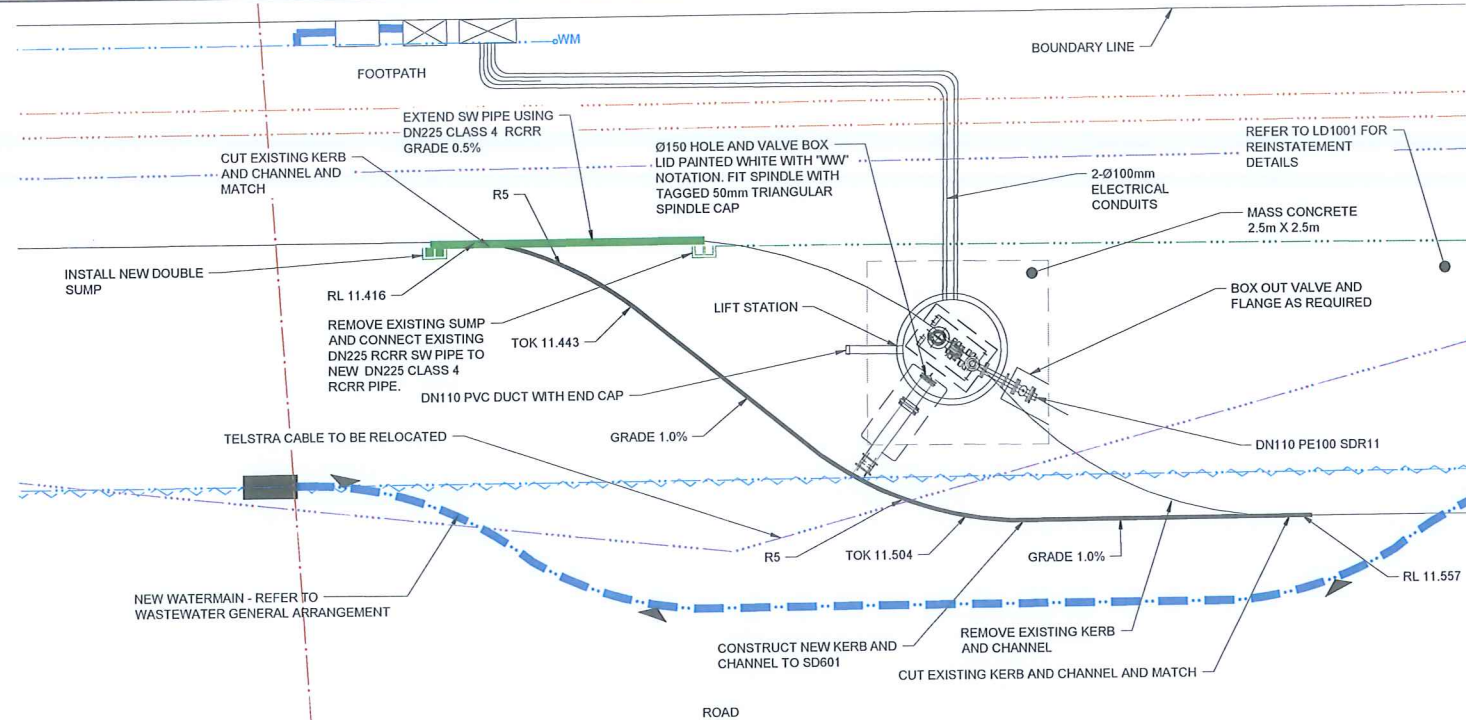 WM
BOUNDARY LINE
FOOTPATH
EXTEND SW PIPE USING
DN225 CLASS 4 RCRR
GRADE 0.5%
CUT EXISTING KERB
AND CHANNEL AND
MATCH
R5
Ø150 HOLE AND VALVE BOX
LID PAINTED WHITE WITH "WW"
NOTATION. FIT SPINDLE WITH
TAGGED 50mm TRIANGULAR
SPINDLE CAP
2-Ø100mm
ELECTRICAL
CONDUITS
REFER TO LD1001 FOR
REINSTATEMENT
DETAILS
MASS CONCRETE
2.5m X 2.5m
INSTALL NEW DOUBLE
SUMP
RL 11.416
REMOVE EXISTING SUMP
AND CONNECT EXISTING
DN225 RCRR SW PIPE TO
NEW DN225 CLASS 4
RCRR PIPE.
TOK 11.443
LIFT STATION
BOX OUT VALVE AND
FLANGE AS REQUIRED
DN110 PVC DUCT WITH END CAP
TELSTRA CABLE TO BE RELOCATED
GRADE 1.0%
DN110 PE100 SDR11
R5
TOK 11.504
GRADE 1.0%
RL 11.557
NEW WATERMAIN - REFER TO
WASTEWATER GENERAL ARRANGEMENT
CONSTRUCT NEW KERB AND
CHANNEL TO SD601
REMOVE EXISTING KERB
AND CHANNEL
CUT EXISTING KERB AND CHANNEL AND MATCH
ROAD